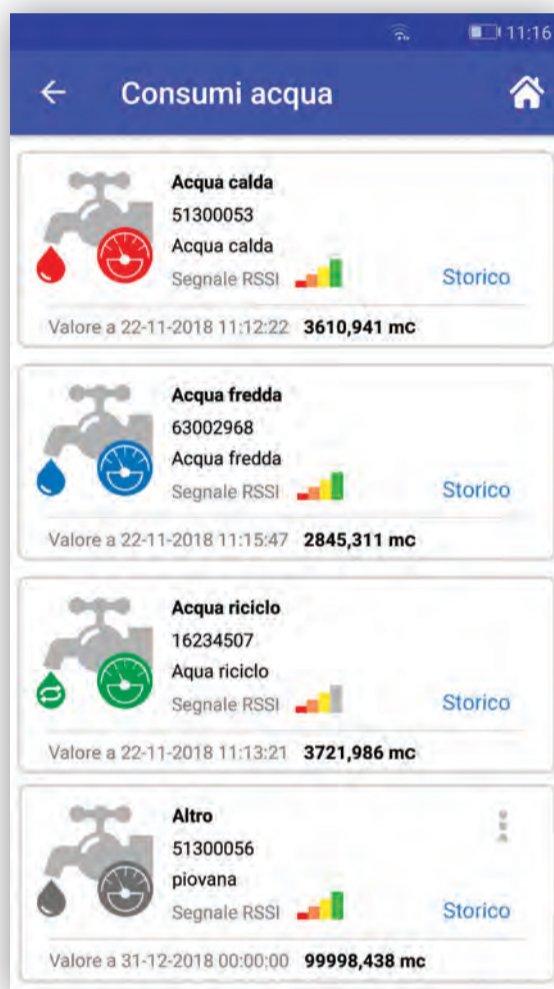 11:16
Consumi acqua
Acqua calda
51300053
Acqua calda
Segnale RSSI Storico
Valore a 22-11-2018 11:12:22 3610,941 mc
Acqua fredda
63002968
Acqua fredda
Segnale RSSI Storico
Valore a 22-11-2018 11:15:47 2845,311 mc
Acqua riciclo
16234507
Aqua riciclo
Segnale RSSI Storico
Valore a 22-11-2018 11:13:21 3721,986 mc
Altro
51300056
piovana
Segnale RSSI Storico
Valore a 31-12-2018 00:00:00 99998,438 mc